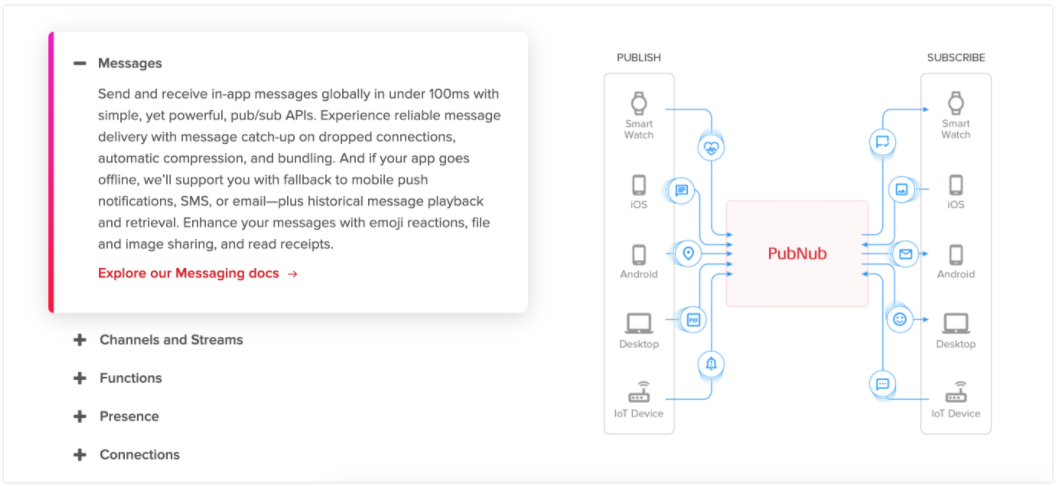 Messages
Send and receive in-app messages globally in under 100ms with
simple, yet powerful, pub/sub APIs. Experience reliable message
delivery with message catch-up on dropped connections,
automatic compression, and bundling. And if your app goes
offline, we'll support you with fallback to mobile push
notifications, SMS, or email—plus historical message playback
and retrieval. Enhance your messages with emoji reactions, file
and image sharing, and read receipts.
Explore our Messaging docs →
Channels and Streams
Functions
Presence
Connections
PUBLISH
Smart
Watch
iOS
Android
Desktop
IoT Device
PDF
PubNub
SUBSCRIBE
Smart
Watch
iOS
Android
Desktop
IoT Device